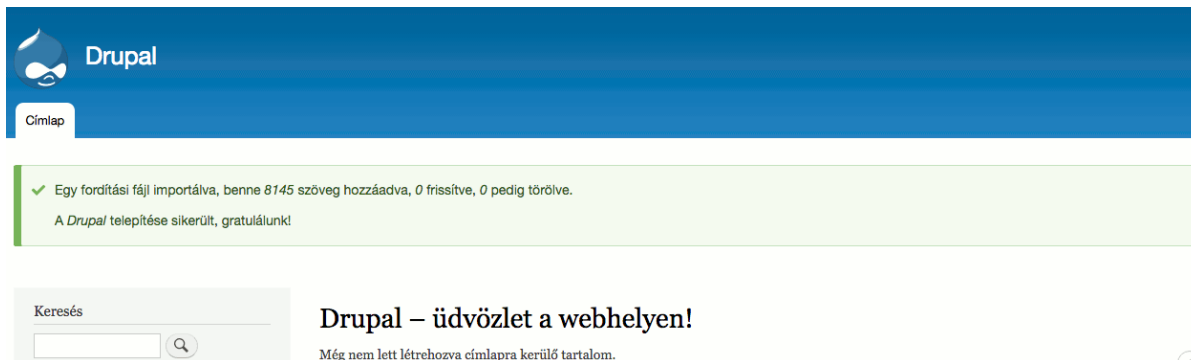 Drupal
Címlap
Egy fordítási fájl importálva, benne 8145 szöveg hozzáadva, 0 frissítve, 0 pedig törölve.
A Drupal telepítése sikerült, gratulálunk!
Keresés
Drupal – üdvözlet a webhelyen!
Még nem lett létrehozva címlapra kerülő tartalom.